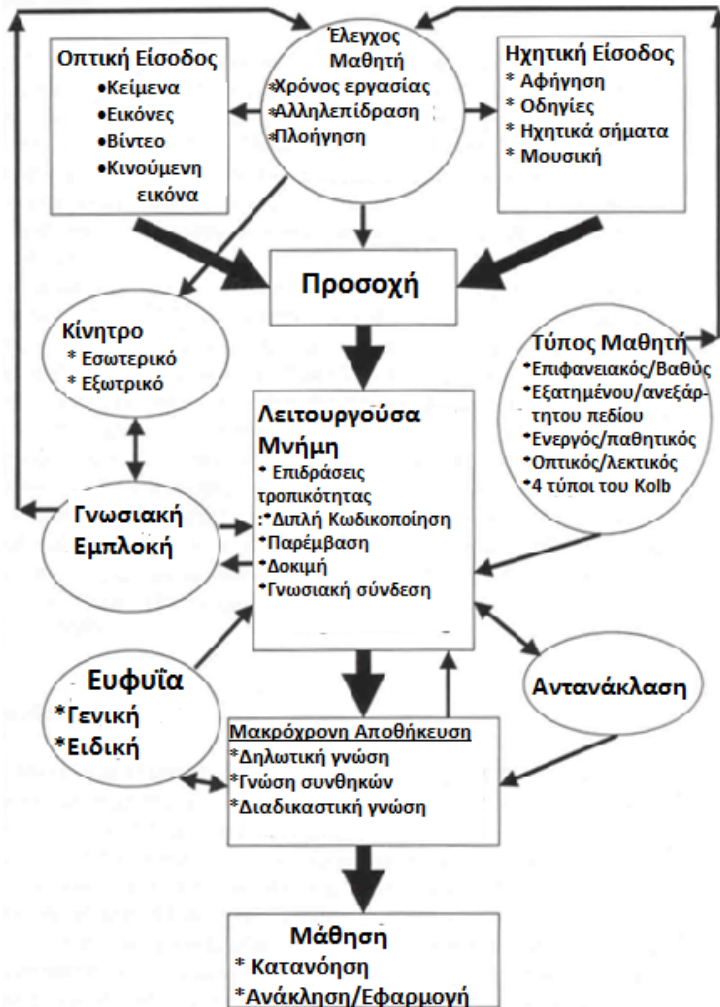 Οπτική Είσοδος
●Κείμενα
●Εικόνες
●Βίντεο
●Κινούμενη
εικόνα
Έλεγχος
Μαθητή
*Χρόνος εργασίας
*Αλληλεπίδραση
*Πλοήγηση
Ηχητική Είσοδος
* Αφήγηση
* Οδηγίες
* Ηχητικά σήματα
* Μουσική
Προσοχή
Κίνητρο
* Εσωτερικό
* Εξωτρικό
Τύπος Μαθητή
*Επιφανειακός/Βαθύς
*Εξατημένου/ανεξάρ-
τητου πεδίου
*Ενεργός/παθητικός
*Οπτικός/λεκτικός
*4 τύποι του Kolb
Λειτουργούσα
Μνήμη
* Επιδράσεις
τροπικότητας
:*Διπλή Κωδικοποίηση
*Παρέμβαση
*Δοκιμή
*Γνωσιακή σύνδεση
Γνωσιακή
Εμπλοκή
Ευφυΐα
*Γενική
*Ειδική
Αντανάκλαση
Μακρόχρονη Αποθήκευση
*Δηλωτική γνώση
*Γνώση συνθηκών
*Διαδικαστική γνώση
Μάθηση
* Κατανόηση
*Ανάκληση/Εφαρμογή